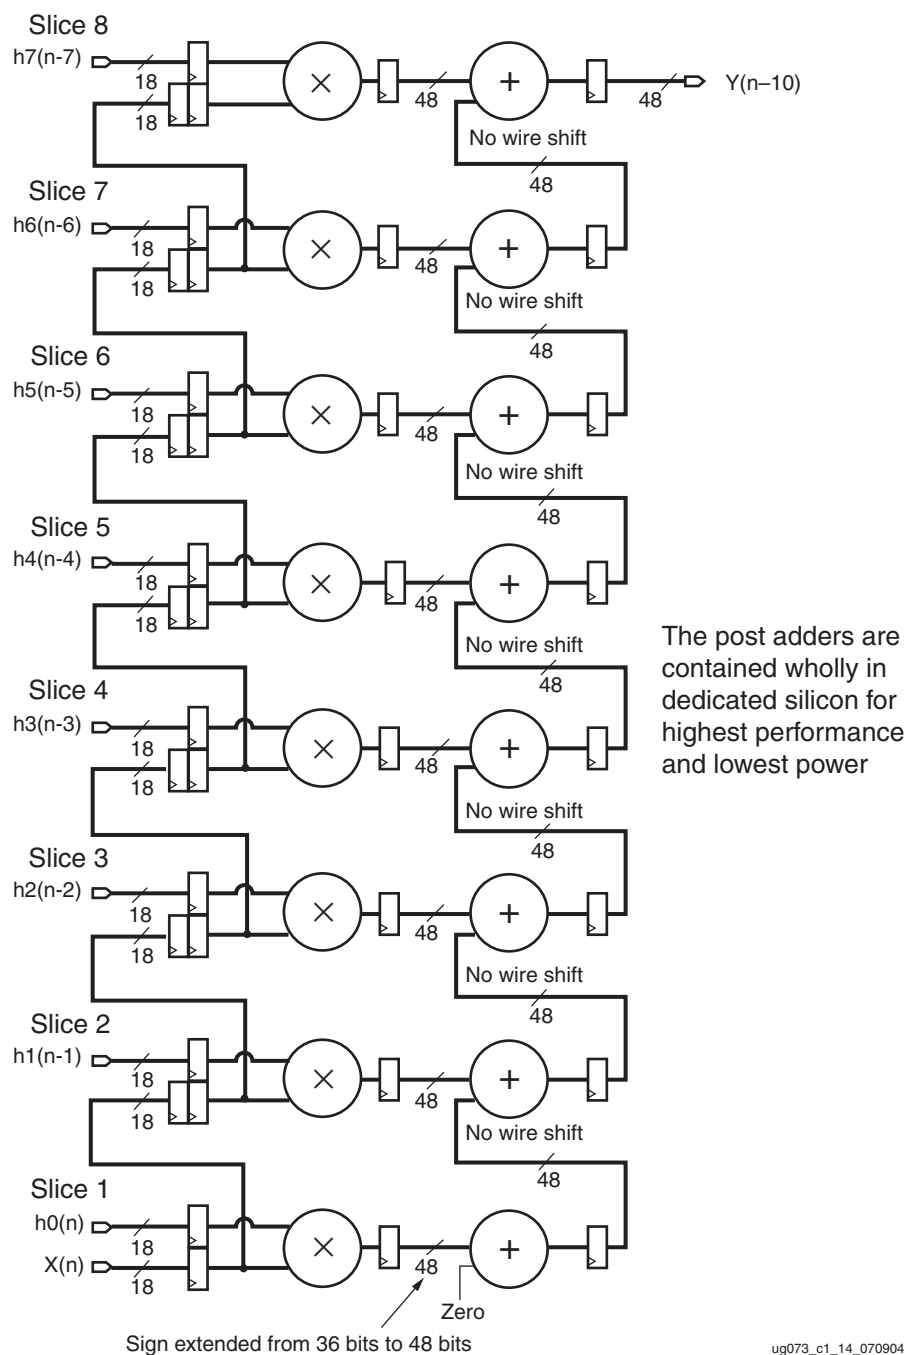 Slice 8
h7(n-7)
18
18
48
48
Y(n–10)
No wire shift
48
Slice 7
h6(n-6)
18
18
48
No wire shift
48
Slice 6
h5(n-5)
18
18
48
No wire shift
48
Slice 5
h4(n-4)
18
18
48
No wire shift
48
The post adders are
contained wholly in
dedicated silicon for
highest performance
and lowest power
Slice 4
h3(n-3)
18
18
48
No wire shift
48
Slice 3
h2(n-2)
18
18
48
No wire shift
48
Slice 2
h1(n-1)
18
18
48
No wire shift
48
Slice 1
h0(n)
18
X(n)
18
48
Zero
Sign extended from 36 bits to 48 bits
ug073_c1_14_070904